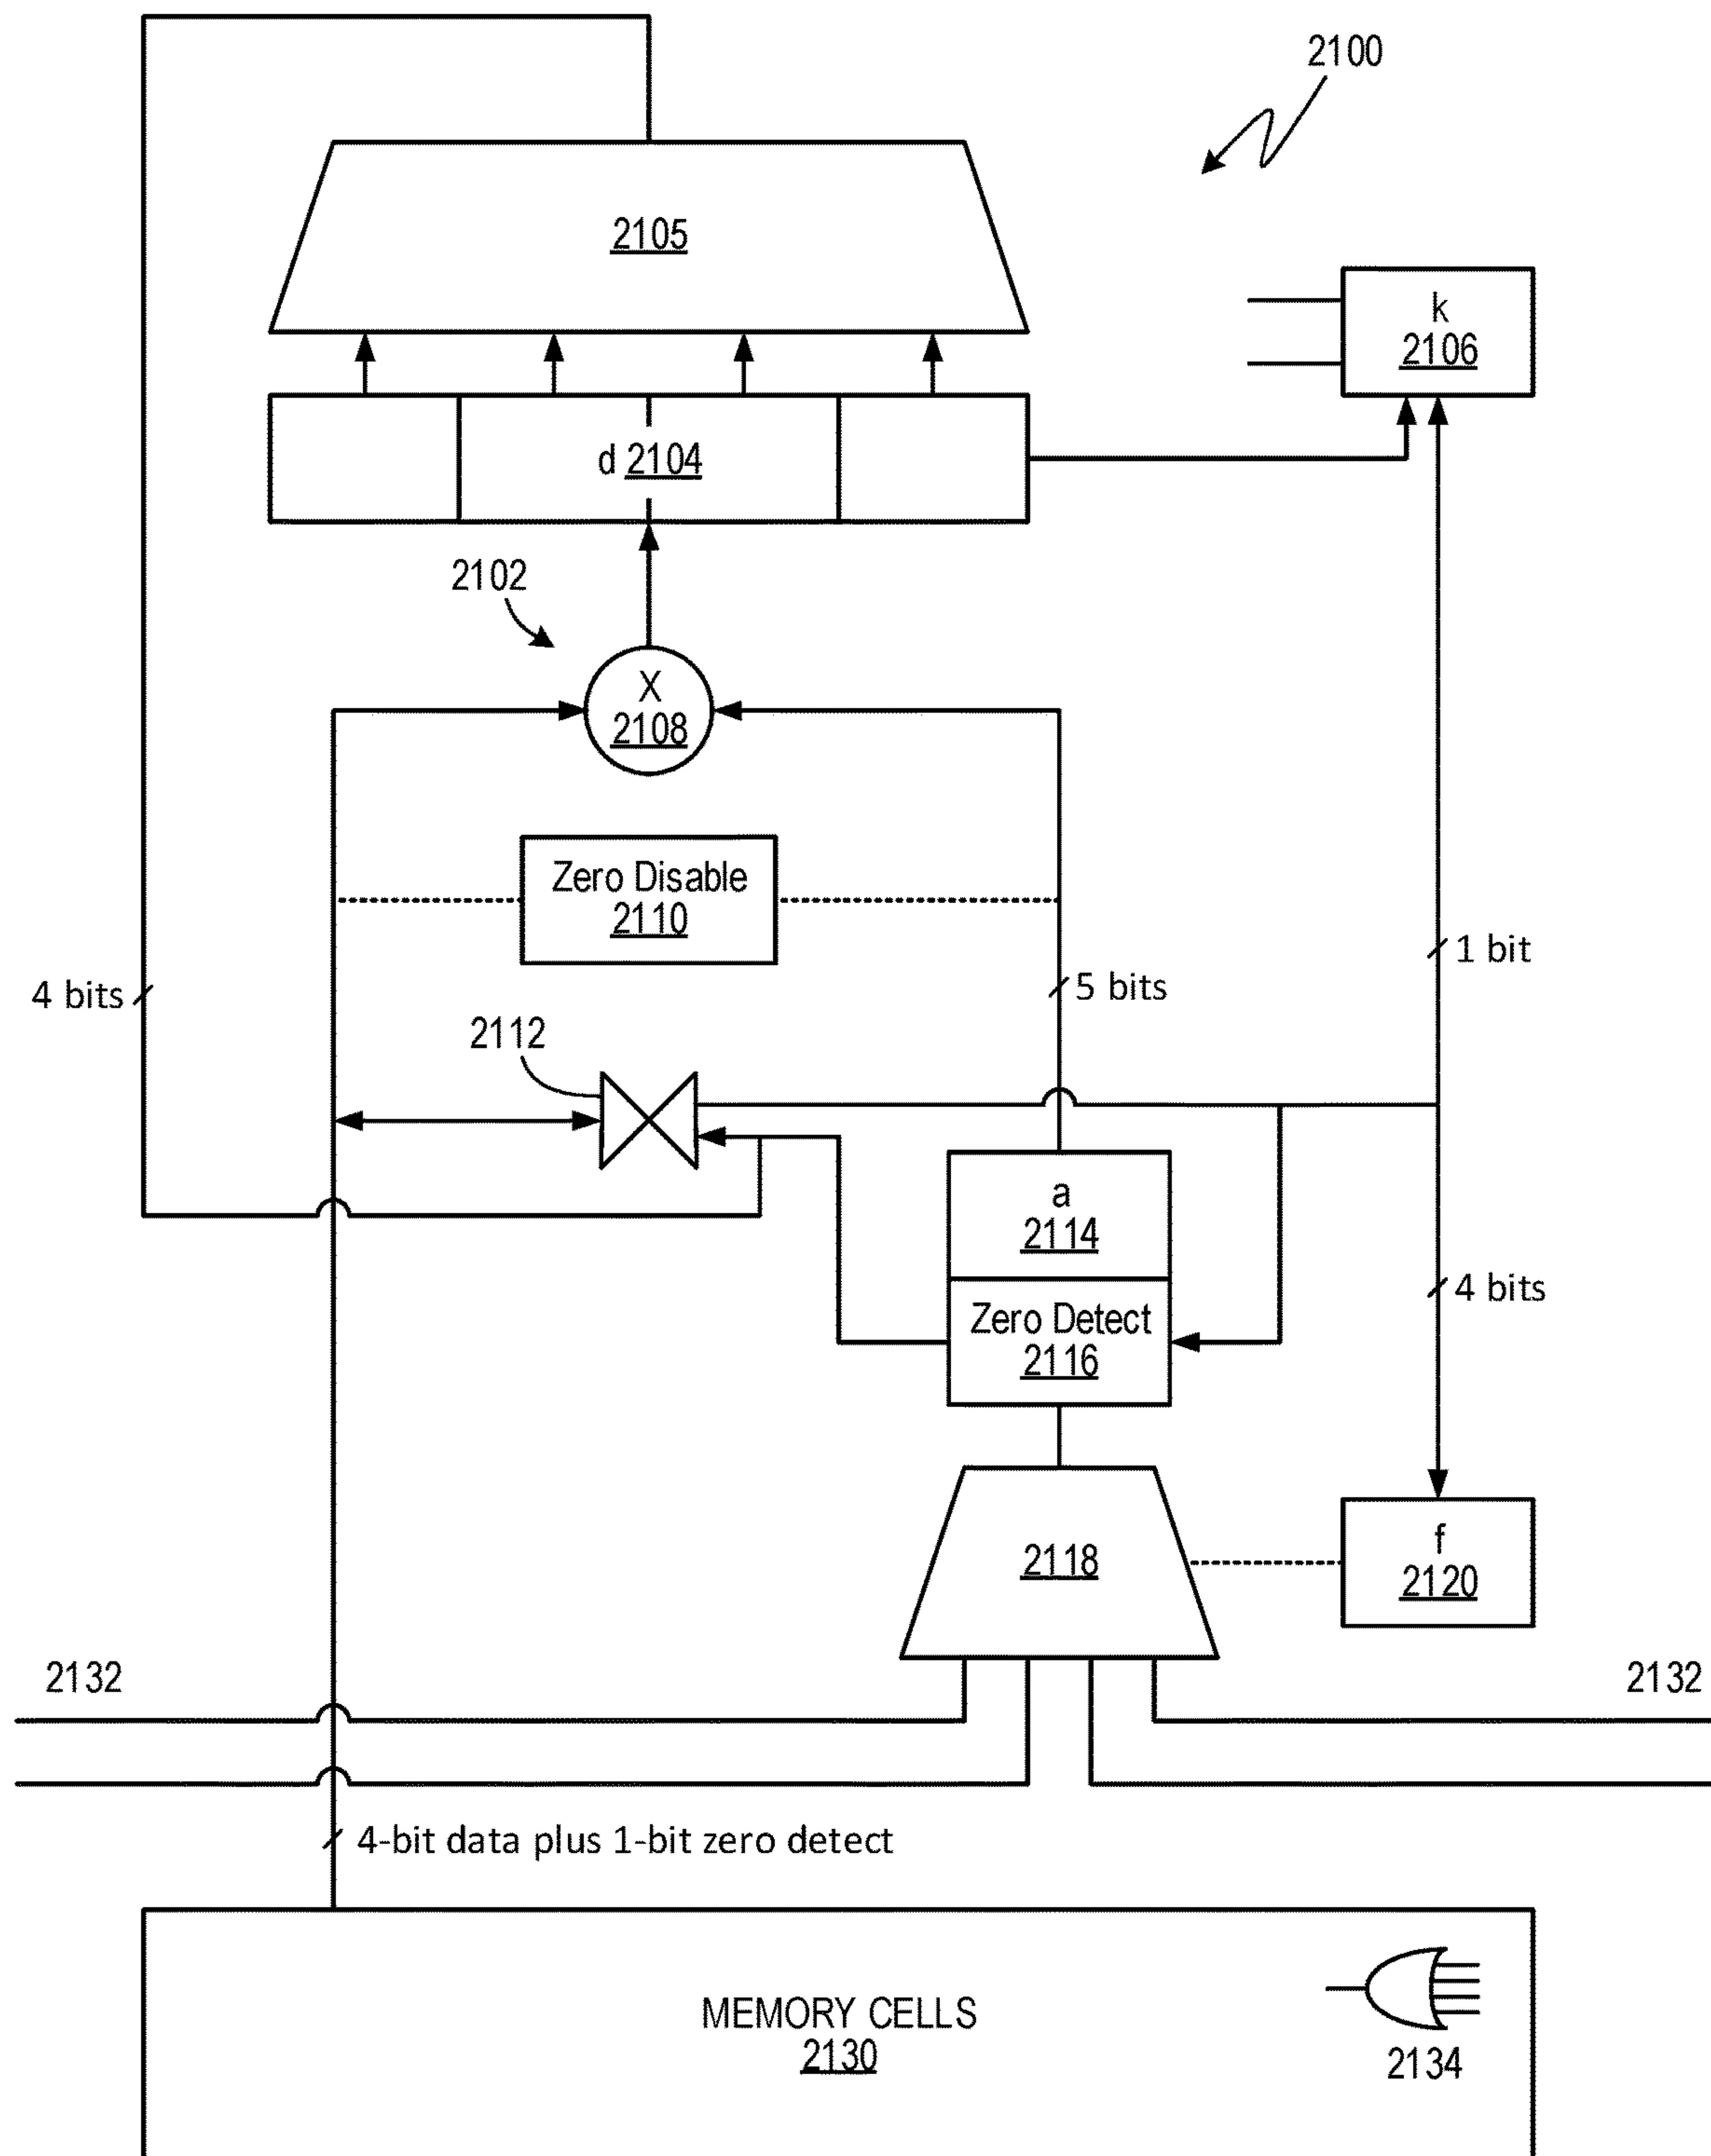 2100
2105
k
2106
d 2104
2102
X
2108
Zero Disable
2110
1 bit
4 bits
5 bits
2112
a
2114
4 bits
Zero Detect
2116
f
2118
2120
2132
2132
4-bit data plus 1-bit zero detect
MEMORY CELLS
2130
2134